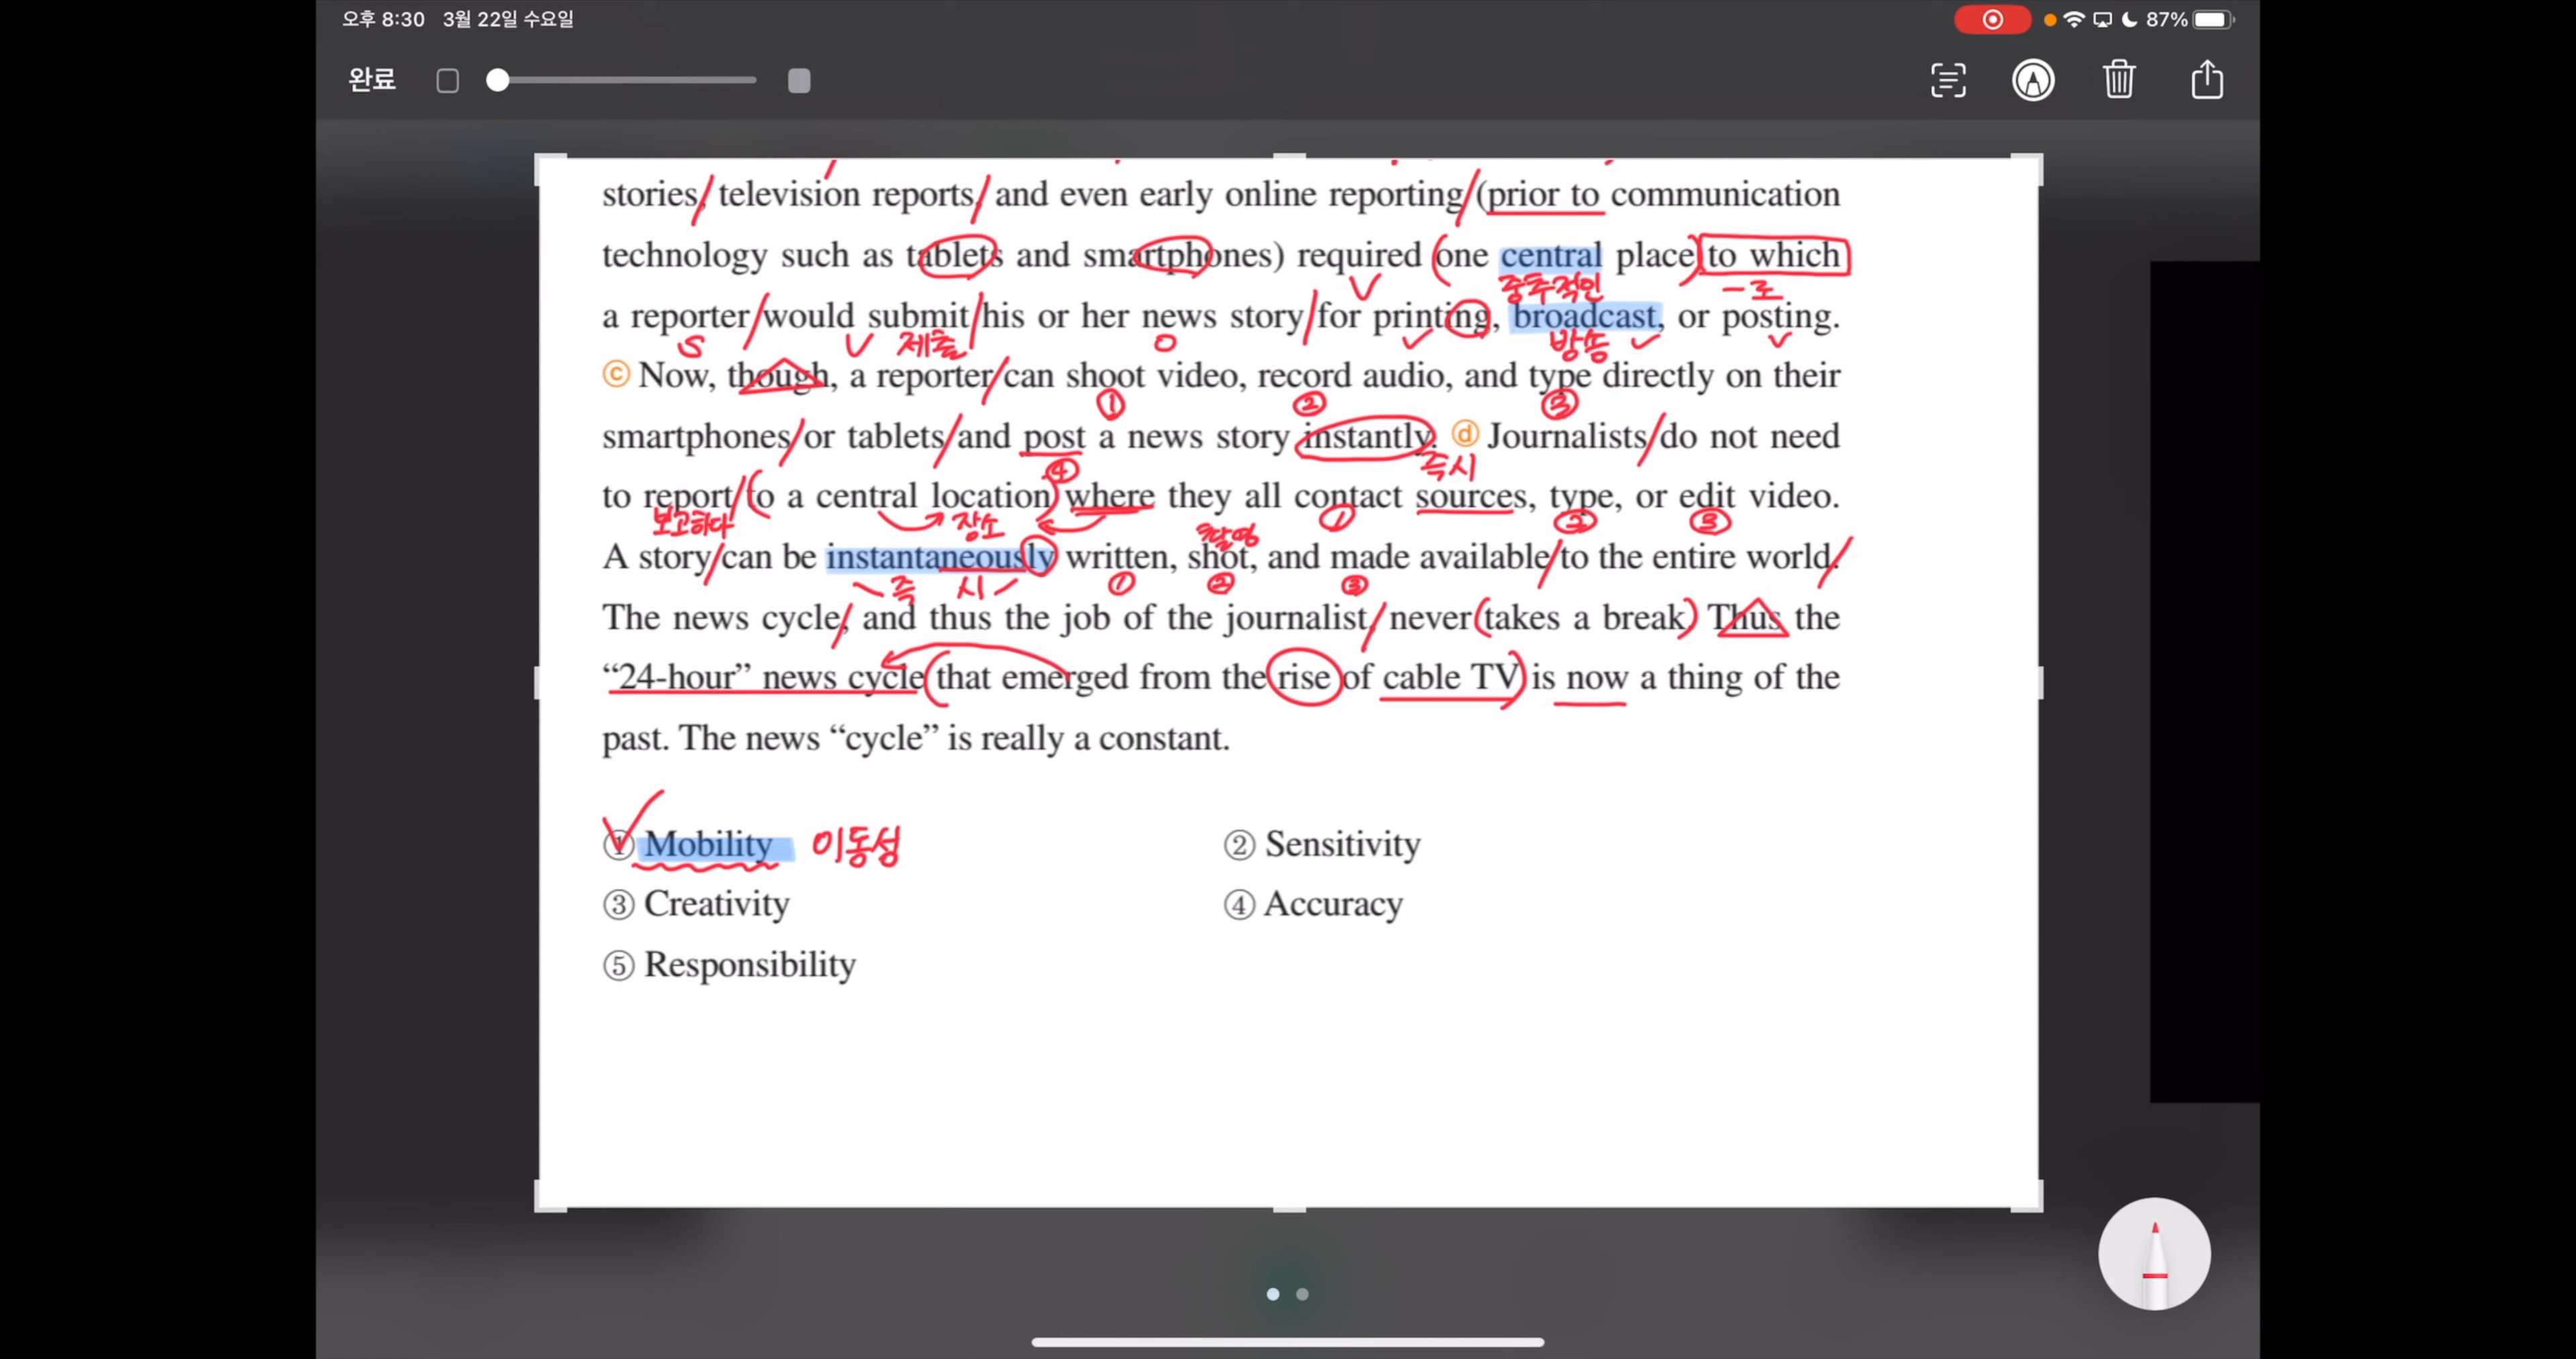 오후 8:30 3월 22일 수요일
87%
완료
stories, television reports, and even early online reporting (prior to communication
technology such as tablets and smartphones) required one central place to which
중추적인 -로
a reporter would submit his or her news story for printing, broadcast, or posting.
S V 제출 O 방송
ⓒ Now, though, a reporter can shoot video, record audio, and type directly on their
① ② ③
smartphones or tablets and post a news story instantly. ⓓ Journalists do not need
④ 즉시
to report to a central location where they all contact sources, type, or edit video.
보고하다 장소 ① ② ③
촬영
A story can be instantaneously written, shot, and made available to the entire world.
즉 시 ① ② ③
The news cycle, and thus the job of the journalist, never takes a break. Thus the
“24-hour” news cycle that emerged from the rise of cable TV is now a thing of the
past. The news “cycle” is really a constant.
① Mobility 이동성 ② Sensitivity
③ Creativity ④ Accuracy
⑤ Responsibility